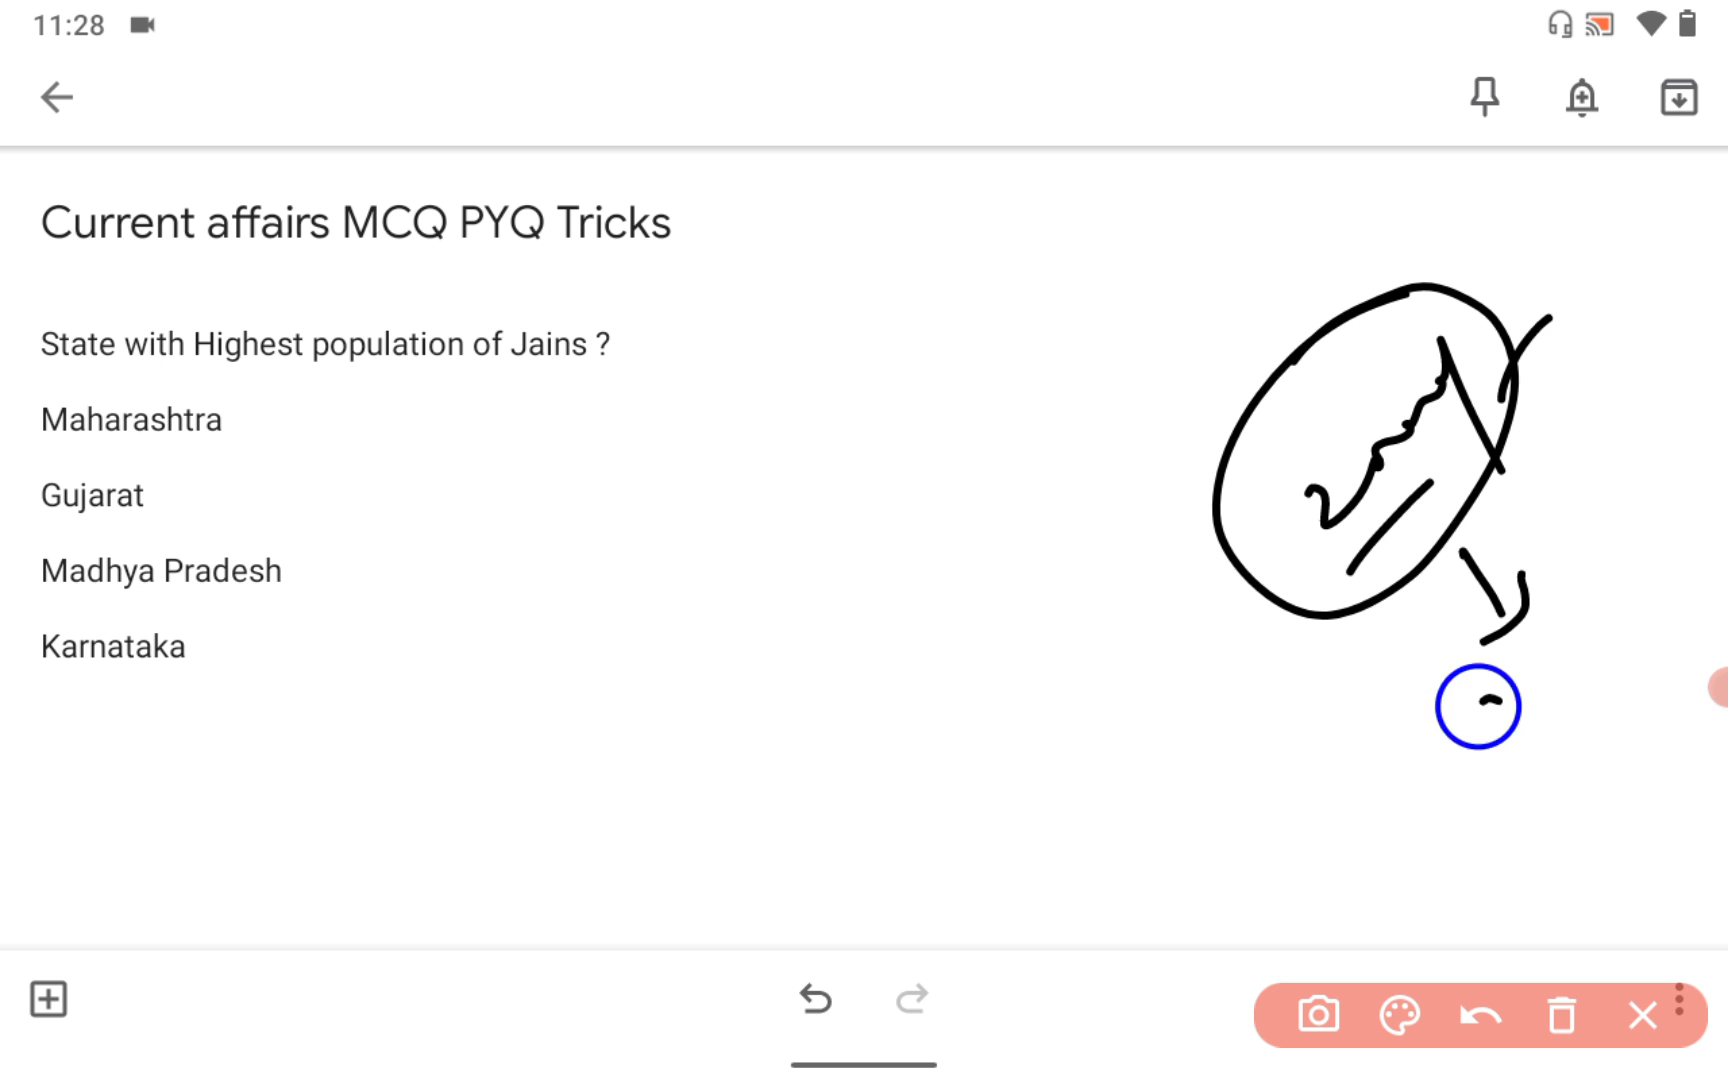 11:28
Current affairs MCQ PYQ Tricks
State with Highest population of Jains ?
Maharashtra
Gujarat
Madhya Pradesh
Karnataka